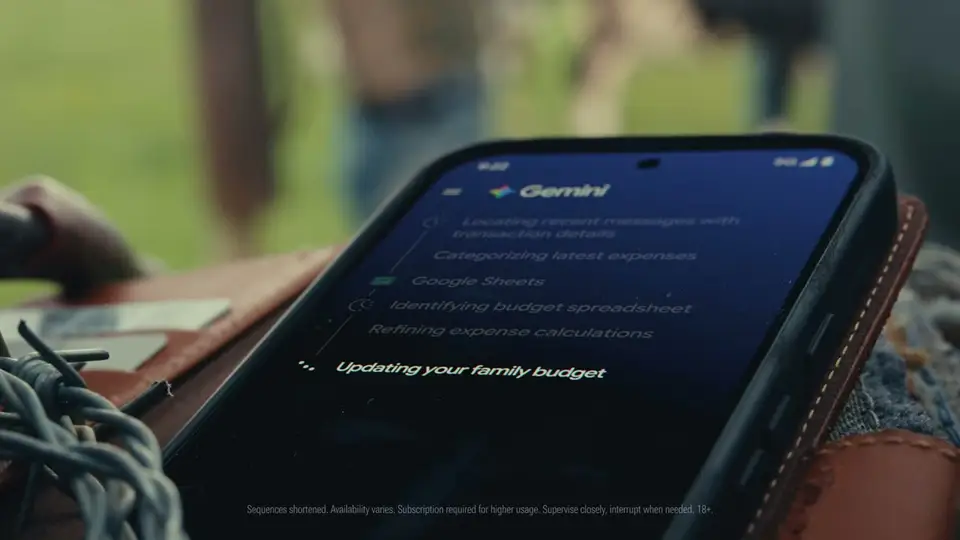 Gemini
Locating recent messages with
transaction details
Categorizing latest expenses
Google Sheets
Identifying budget spreadsheet
Refining expense calculations
Updating your family budget
Sequences shortened. Availability varies. Subscription required for higher usage. Supervise closely, interrupt when needed. 18+.